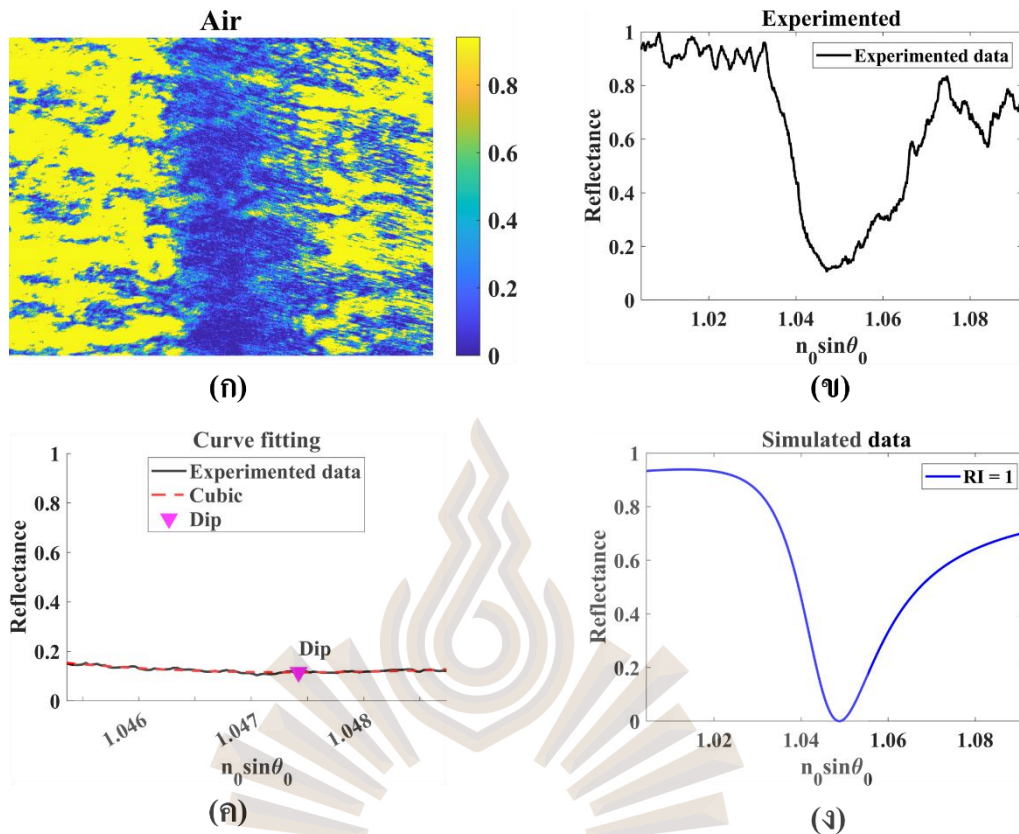 Air
0.8
0.6
0.4
0.2
0
(ก)
Experimented
Experimented data
1
0.8
0.6
0.4
0.2
0
Reflectance
1.02 1.04 1.06 1.08
n₀sinθ₀
(ข)
Curve fitting
Experimented data
Cubic
Dip
1
0.8
0.6
0.4
0.2
0
Reflectance
Dip
1.046 1.047 1.048
n₀sinθ₀
(ค)
Simulated data
RI = 1
1
0.8
0.6
0.4
0.2
0
Reflectance
1.02 1.04 1.06 1.08
n₀sinθ₀
(ง)